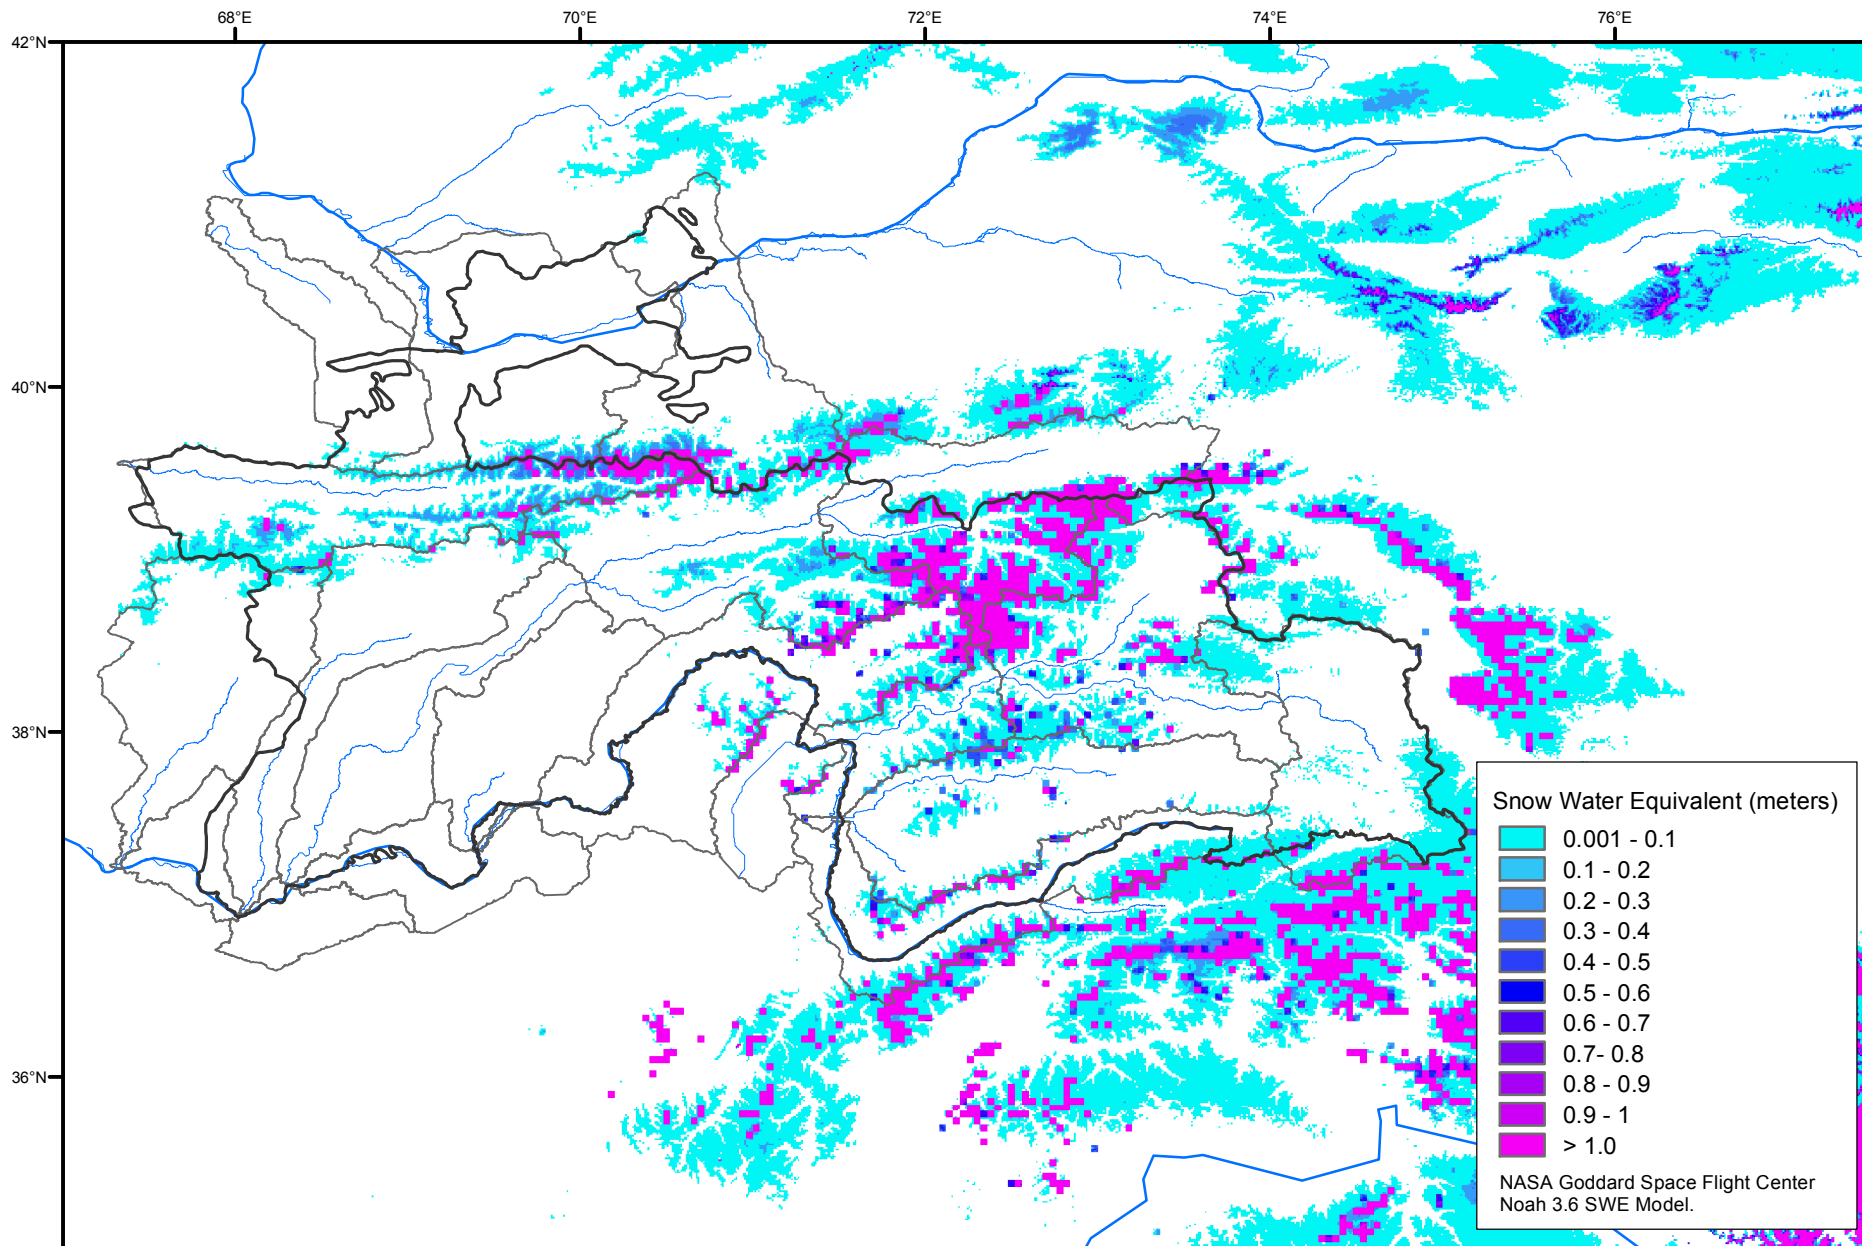 68°E
70°E
72°E
74°E
76°E
42°N
40°N
38°N
36°N
Snow Water Equivalent (meters)
0.001 - 0.1
0.1 - 0.2
0.2 - 0.3
0.3 - 0.4
0.4 - 0.5
0.5 - 0.6
0.6 - 0.7
0.7- 0.8
0.8 - 0.9
0.9 - 1
> 1.0
NASA Goddard Space Flight Center
Noah 3.6 SWE Model.